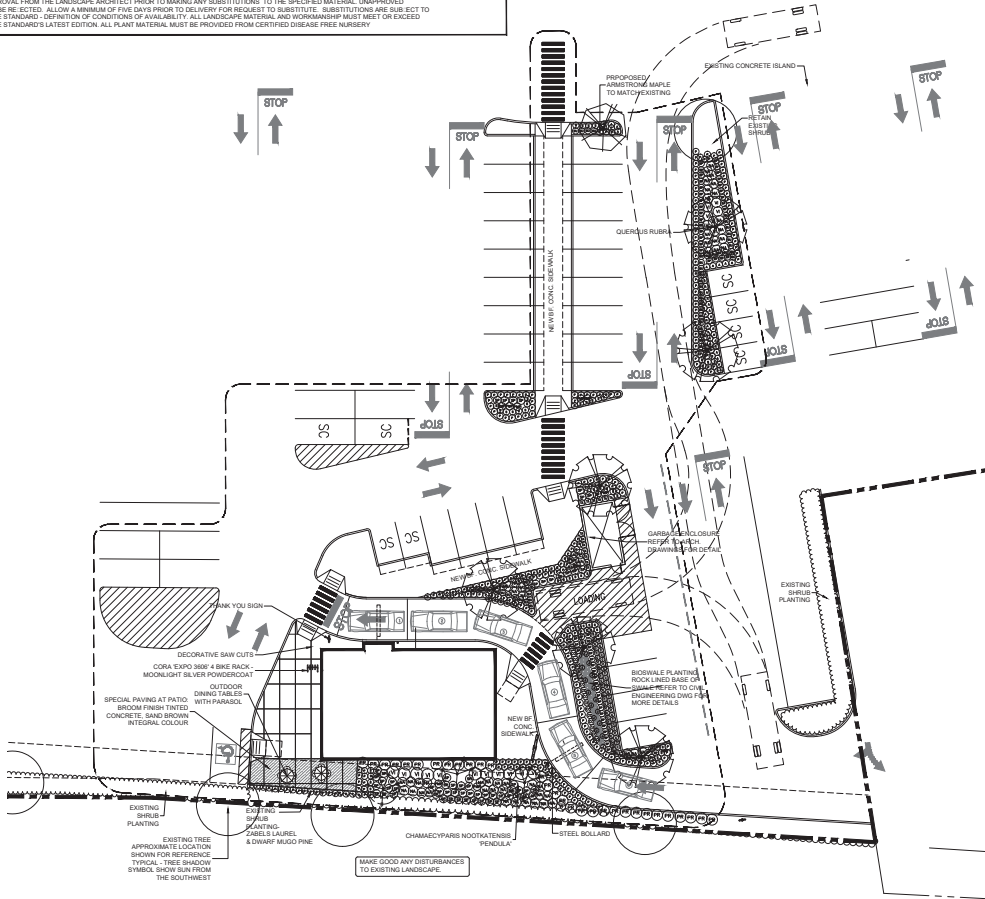 ROVAL FROM THE LANDSCAPE ARCHITECT PRIOR TO MAKING ANY SUBSTITUTIONS TO THE SPECIFIED MATERIAL. UNAPPROVED
BE RE:ECTED. ALLOW A MINIMUM OF FIVE DAYS PRIOR TO DELIVERY FOR REQUEST TO SUBSTITUTE. SUBSTITUTIONS ARE SUB:ECT TO
E STANDARD - DEFINITION OF CONDITIONS OF AVAILABILITY. ALL LANDSCAPE MATERIAL AND WORKMANSHIP MUST MEET OR EXCEED
E STANDARD'S LATEST EDITION. ALL PLANT MATERIAL MUST BE PROVIDED FROM CERTIFIED DISEASE FREE NURSERY
PRPOPOSED
ARMSTRONG MAPLE
TO MATCH EXISTING
EXISTING CONCRETE ISLAND
STOP
STOP
STOP
STOP
STOP
RETAIN
EXISTING
SHRUB
QUERCUS RUBRA
NEW BF. CONC. SIDEWALK
SC
SC
SC
SC
STOP
STOP
STOP
STOP
SC
SC
STOP
SC
SC
NEW BF. CONC. SIDEWALK
GARBAGE ENCLOSURE
REFER TO ARCH.
DRAWINGS FOR DETAIL
LOADING
EXISTING
SHRUB
PLANTING
THANK YOU SIGN
STOP
DECORATIVE SAW CUTS
CORA 'EXPO 3606' 4 BIKE RACK -
MOONLIGHT SILVER POWDERCOAT
OUTDOOR
DINING TABLES
WITH PARASOL
SPECIAL PAVING AT PATIO:
BROOM FINISH TINTED
CONCRETE, SAND BROWN
INTEGRAL COLOUR
BIOSWALE PLANTING,
ROCK LINED BASE OF
SWALE REFER TO CIVIL
ENGINEERING DWG FOR
MORE DETAILS
NEW BF
CONC.
SIDEWALK
EXISTING
SHRUB
PLANTING
EXISTING
SHRUB
PLANTING-
ZABELS LAUREL
& DWARF MUGO PINE
CHAMAECYPARIS NOOTKATENSIS
'PENDULA'
STEEL BOLLARD
EXISTING TREE
APPROXIMATE LOCATION
SHOWN FOR REFERENCE
TYPICAL - TREE SHADOW
SYMBOL SHOW SUN FROM
THE SOUTHWEST
MAKE GOOD ANY DISTURBANCES
TO EXISTING LANDSCAPE.